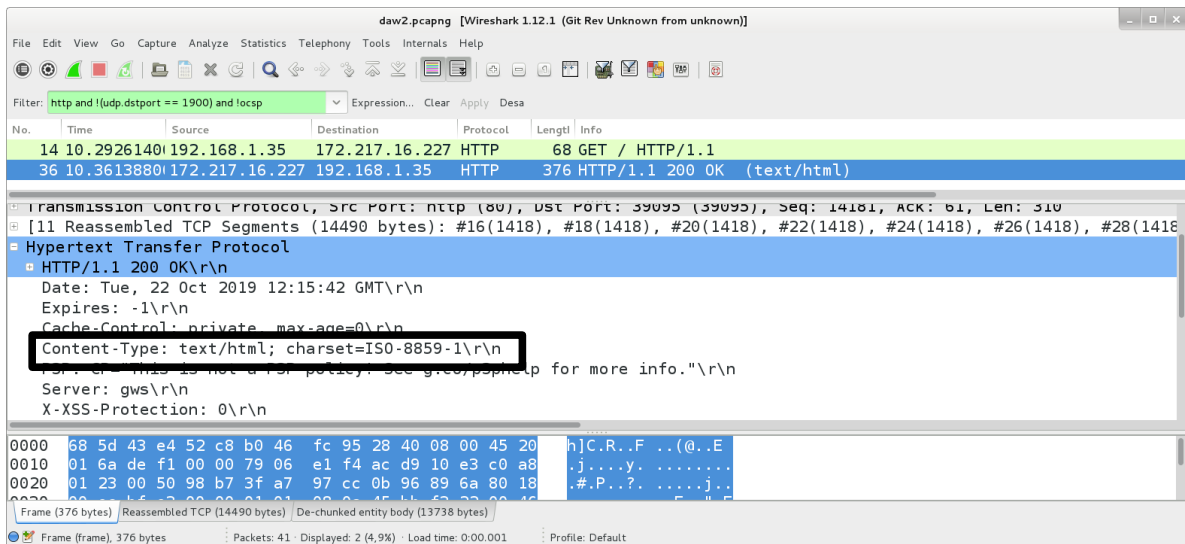 daw2.pcapng [Wireshark 1.12.1 (Git Rev Unknown from unknown)]
File Edit View Go Capture Analyze Statistics Telephony Tools Internals Help
Filter: http and !(udp.dstport == 1900) and !ocsp Expression... Clear Apply Desa
No. Time Source Destination Protocol Lengtl Info
14 10.29261400 192.168.1.35 172.217.16.227 HTTP 68 GET / HTTP/1.1
36 10.36138800 172.217.16.227 192.168.1.35 HTTP 376 HTTP/1.1 200 OK (text/html)
Transmission Control Protocol, Src Port: http (80), Dst Port: 39095 (39095), Seq: 14181, Ack: 61, Len: 310
[11 Reassembled TCP Segments (14490 bytes): #16(1418), #18(1418), #20(1418), #22(1418), #24(1418), #26(1418), #28(1418
Hypertext Transfer Protocol
HTTP/1.1 200 OK\r\n
Date: Tue, 22 Oct 2019 12:15:42 GMT\r\n
Expires: -1\r\n
Cache-Control: private, max-age=0\r\n
Content-Type: text/html; charset=ISO-8859-1\r\n
P3P: CP="This is not a P3P policy! See g.co/p3phelp for more info."\r\n
Server: gws\r\n
X-XSS-Protection: 0\r\n
0000 68 5d 43 e4 52 c8 b0 46 fc 95 28 40 08 00 45 20 h]C.R..F ..(@..E
0010 01 6a de f1 00 00 79 06 e1 f4 ac d9 10 e3 c0 a8 .j....y. ........
0020 01 23 00 50 98 b7 3f a7 97 cc 0b 96 89 6a 80 18 .#.P..?. .....j..
Frame (376 bytes) Reassembled TCP (14490 bytes) De-chunked entity body (13738 bytes)
Frame (frame), 376 bytes Packets: 41 · Displayed: 2 (4,9%) · Load time: 0:00.001 Profile: Default